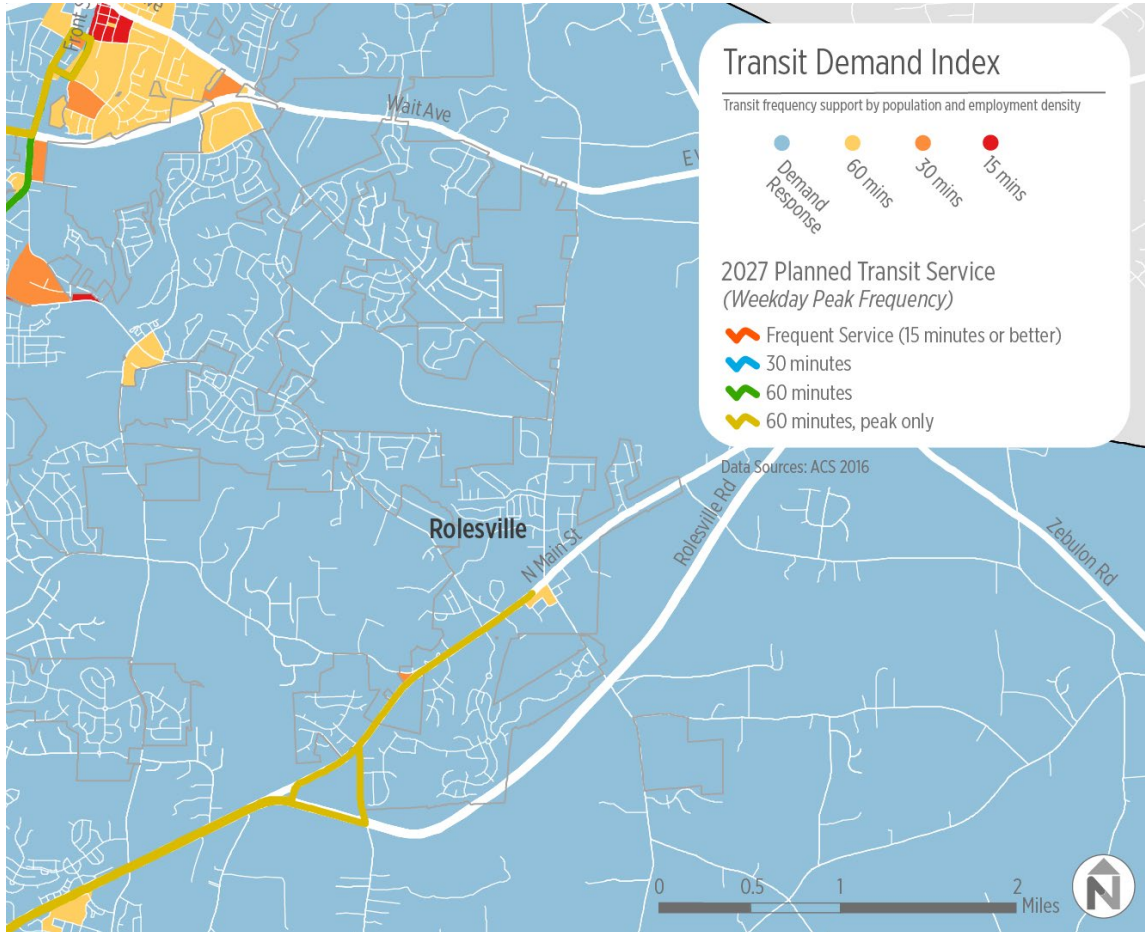 Front
Wait Ave
E
Transit Demand Index
Transit frequency support by population and employment density
Demand
Response
60 mins
30 mins
15 mins
2027 Planned Transit Service
(Weekday Peak Frequency)
Frequent Service (15 minutes or better)
30 minutes
60 minutes
60 minutes, peak only
Data Sources: ACS 2016
Rolesville
N Main St
Rolesville Rd
Zebulon Rd
0
0.5
1
2
Miles
N